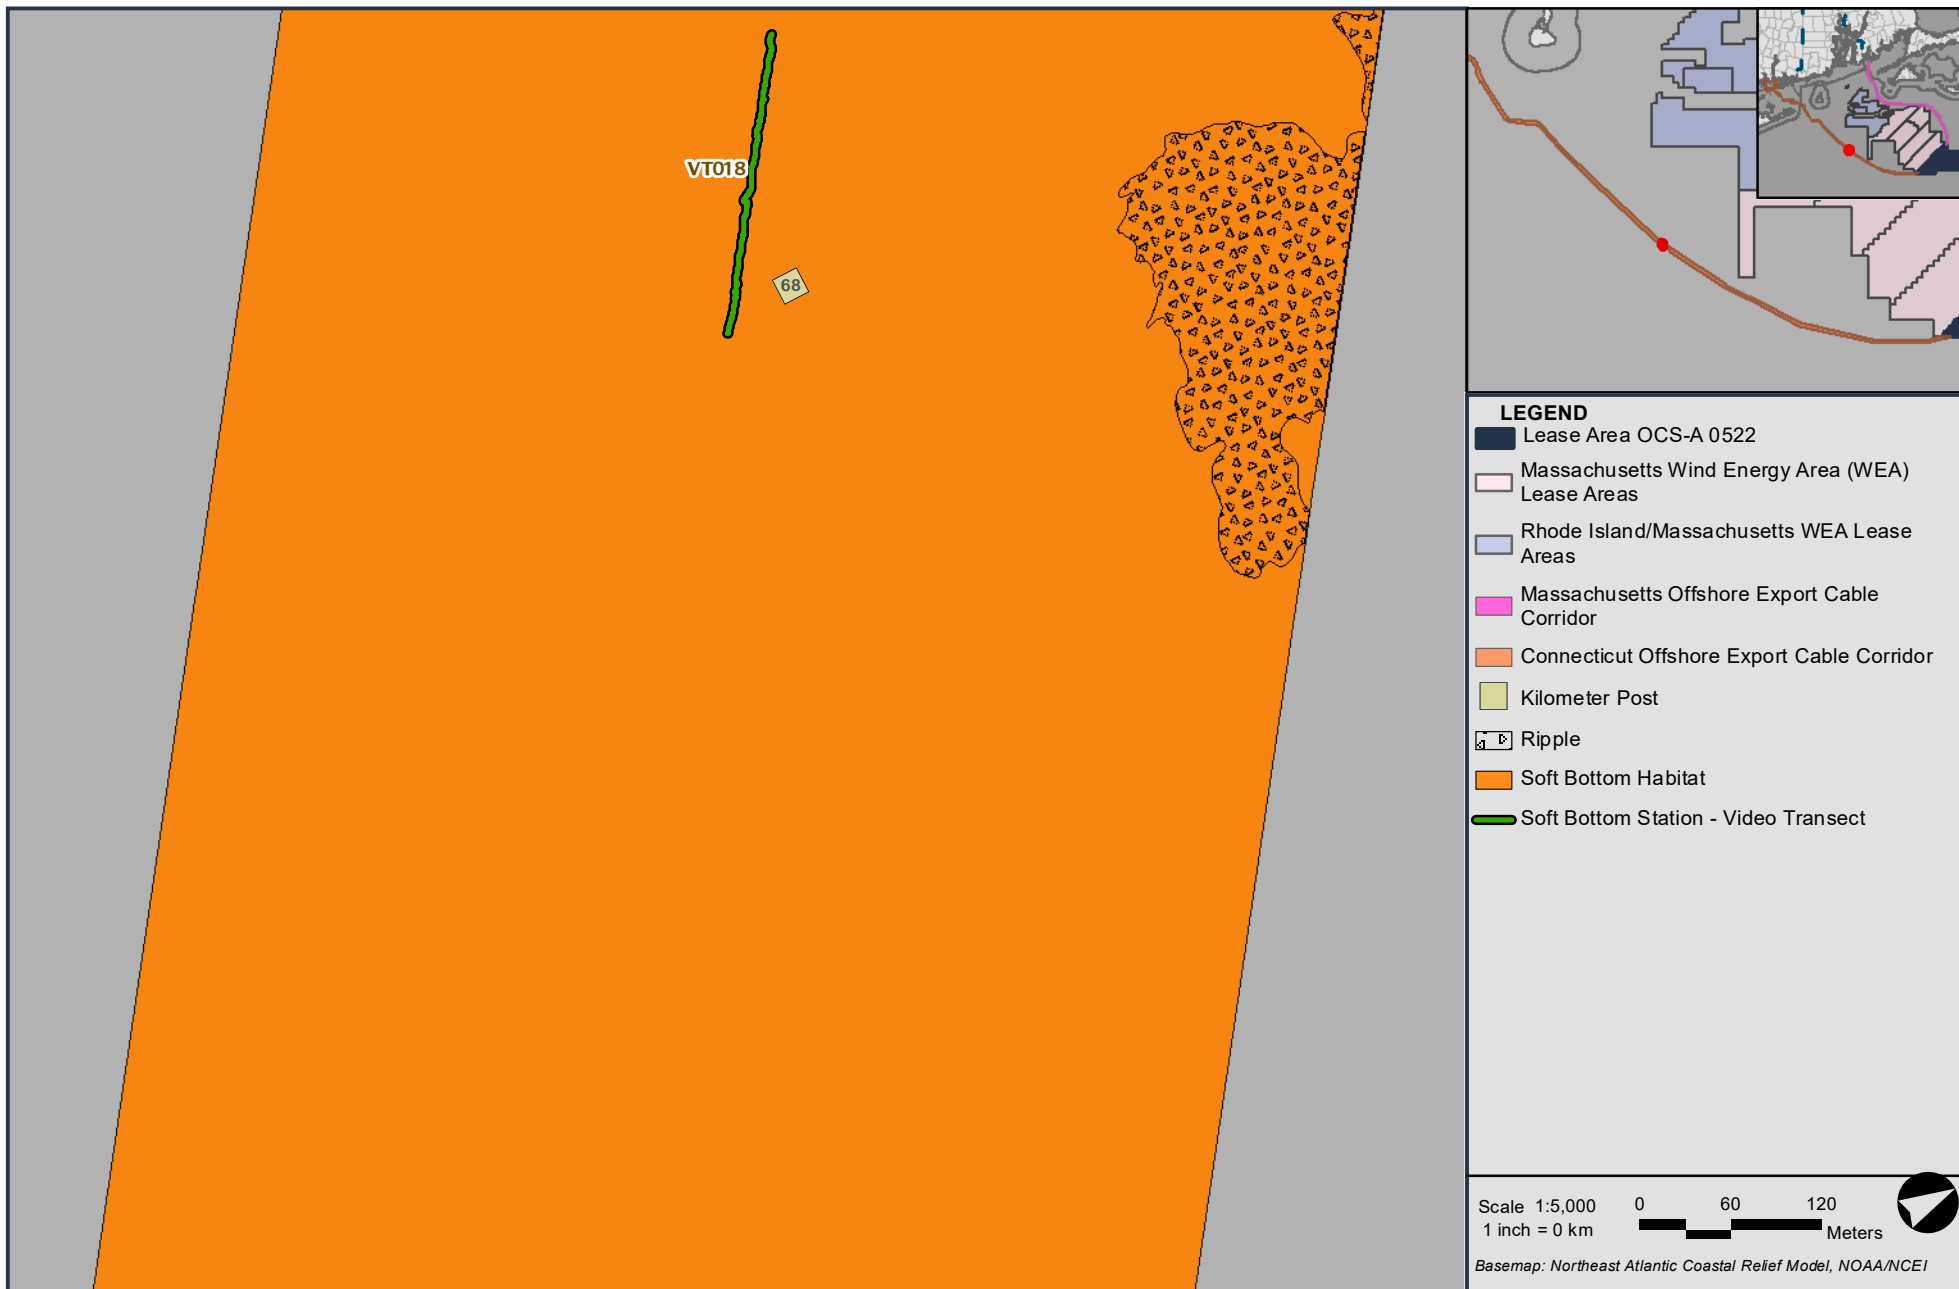 VT018
68
LEGEND
Lease Area OCS-A 0522
Massachusetts Wind Energy Area (WEA)
Lease Areas
Rhode Island/Massachusetts WEA Lease
Areas
Massachusetts Offshore Export Cable
Corridor
Connecticut Offshore Export Cable Corridor
Kilometer Post
Ripple
Soft Bottom Habitat
Soft Bottom Station - Video Transect
Scale 1:5,000
1 inch = 0 km
0 60 120
Meters
Basemap: Northeast Atlantic Coastal Relief Model, NOAA/NCEI